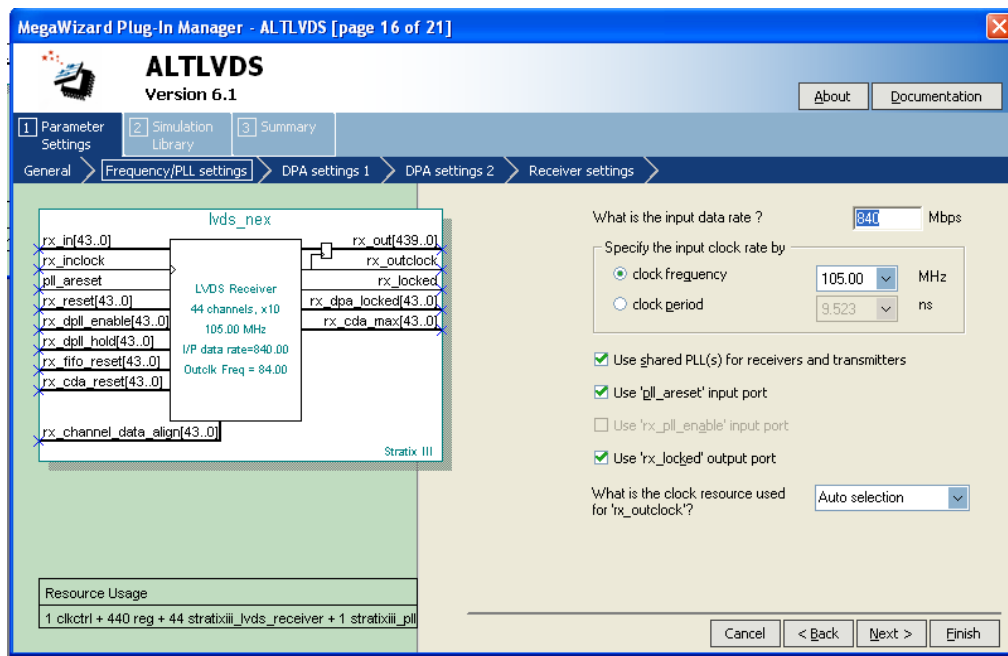 MegaWizard Plug-In Manager - ALTLVDS [page 16 of 21]
ALTLVDS
Version 6.1
About
Documentation
1 Parameter Settings
2 Simulation Library
3 Summary
General
Frequency/PLL settings
DPA settings 1
DPA settings 2
Receiver settings
lvds_nex
rx_in[43..0]
rx_inclock
pll_areset
rx_reset[43..0]
rx_dpll_enable[43..0]
rx_dpll_hold[43..0]
rx_fifo_reset[43..0]
rx_cda_reset[43..0]
rx_channel_data_align[43..0]
LVDS Receiver
44 channels, x10
105.00 MHz
I/P data rate=840.00
Outclk Freq = 84.00
rx_out[439..0]
rx_outclock
rx_locked
rx_dpa_locked[43..0]
rx_cda_max[43..0]
Stratix III
Resource Usage
1 clkctrl + 440 reg + 44 stratixiii_lvds_receiver + 1 stratixiii_pll
What is the input data rate ? 840 Mbps
Specify the input clock rate by
clock frequency 105.00 MHz
clock period 9.523 ns
Use shared PLL(s) for receivers and transmitters
Use 'pll_areset' input port
Use 'rx_pll_enable' input port
Use 'rx_locked' output port
What is the clock resource used
for 'rx_outclock'?
Auto selection
Cancel
< Back
Next >
Finish